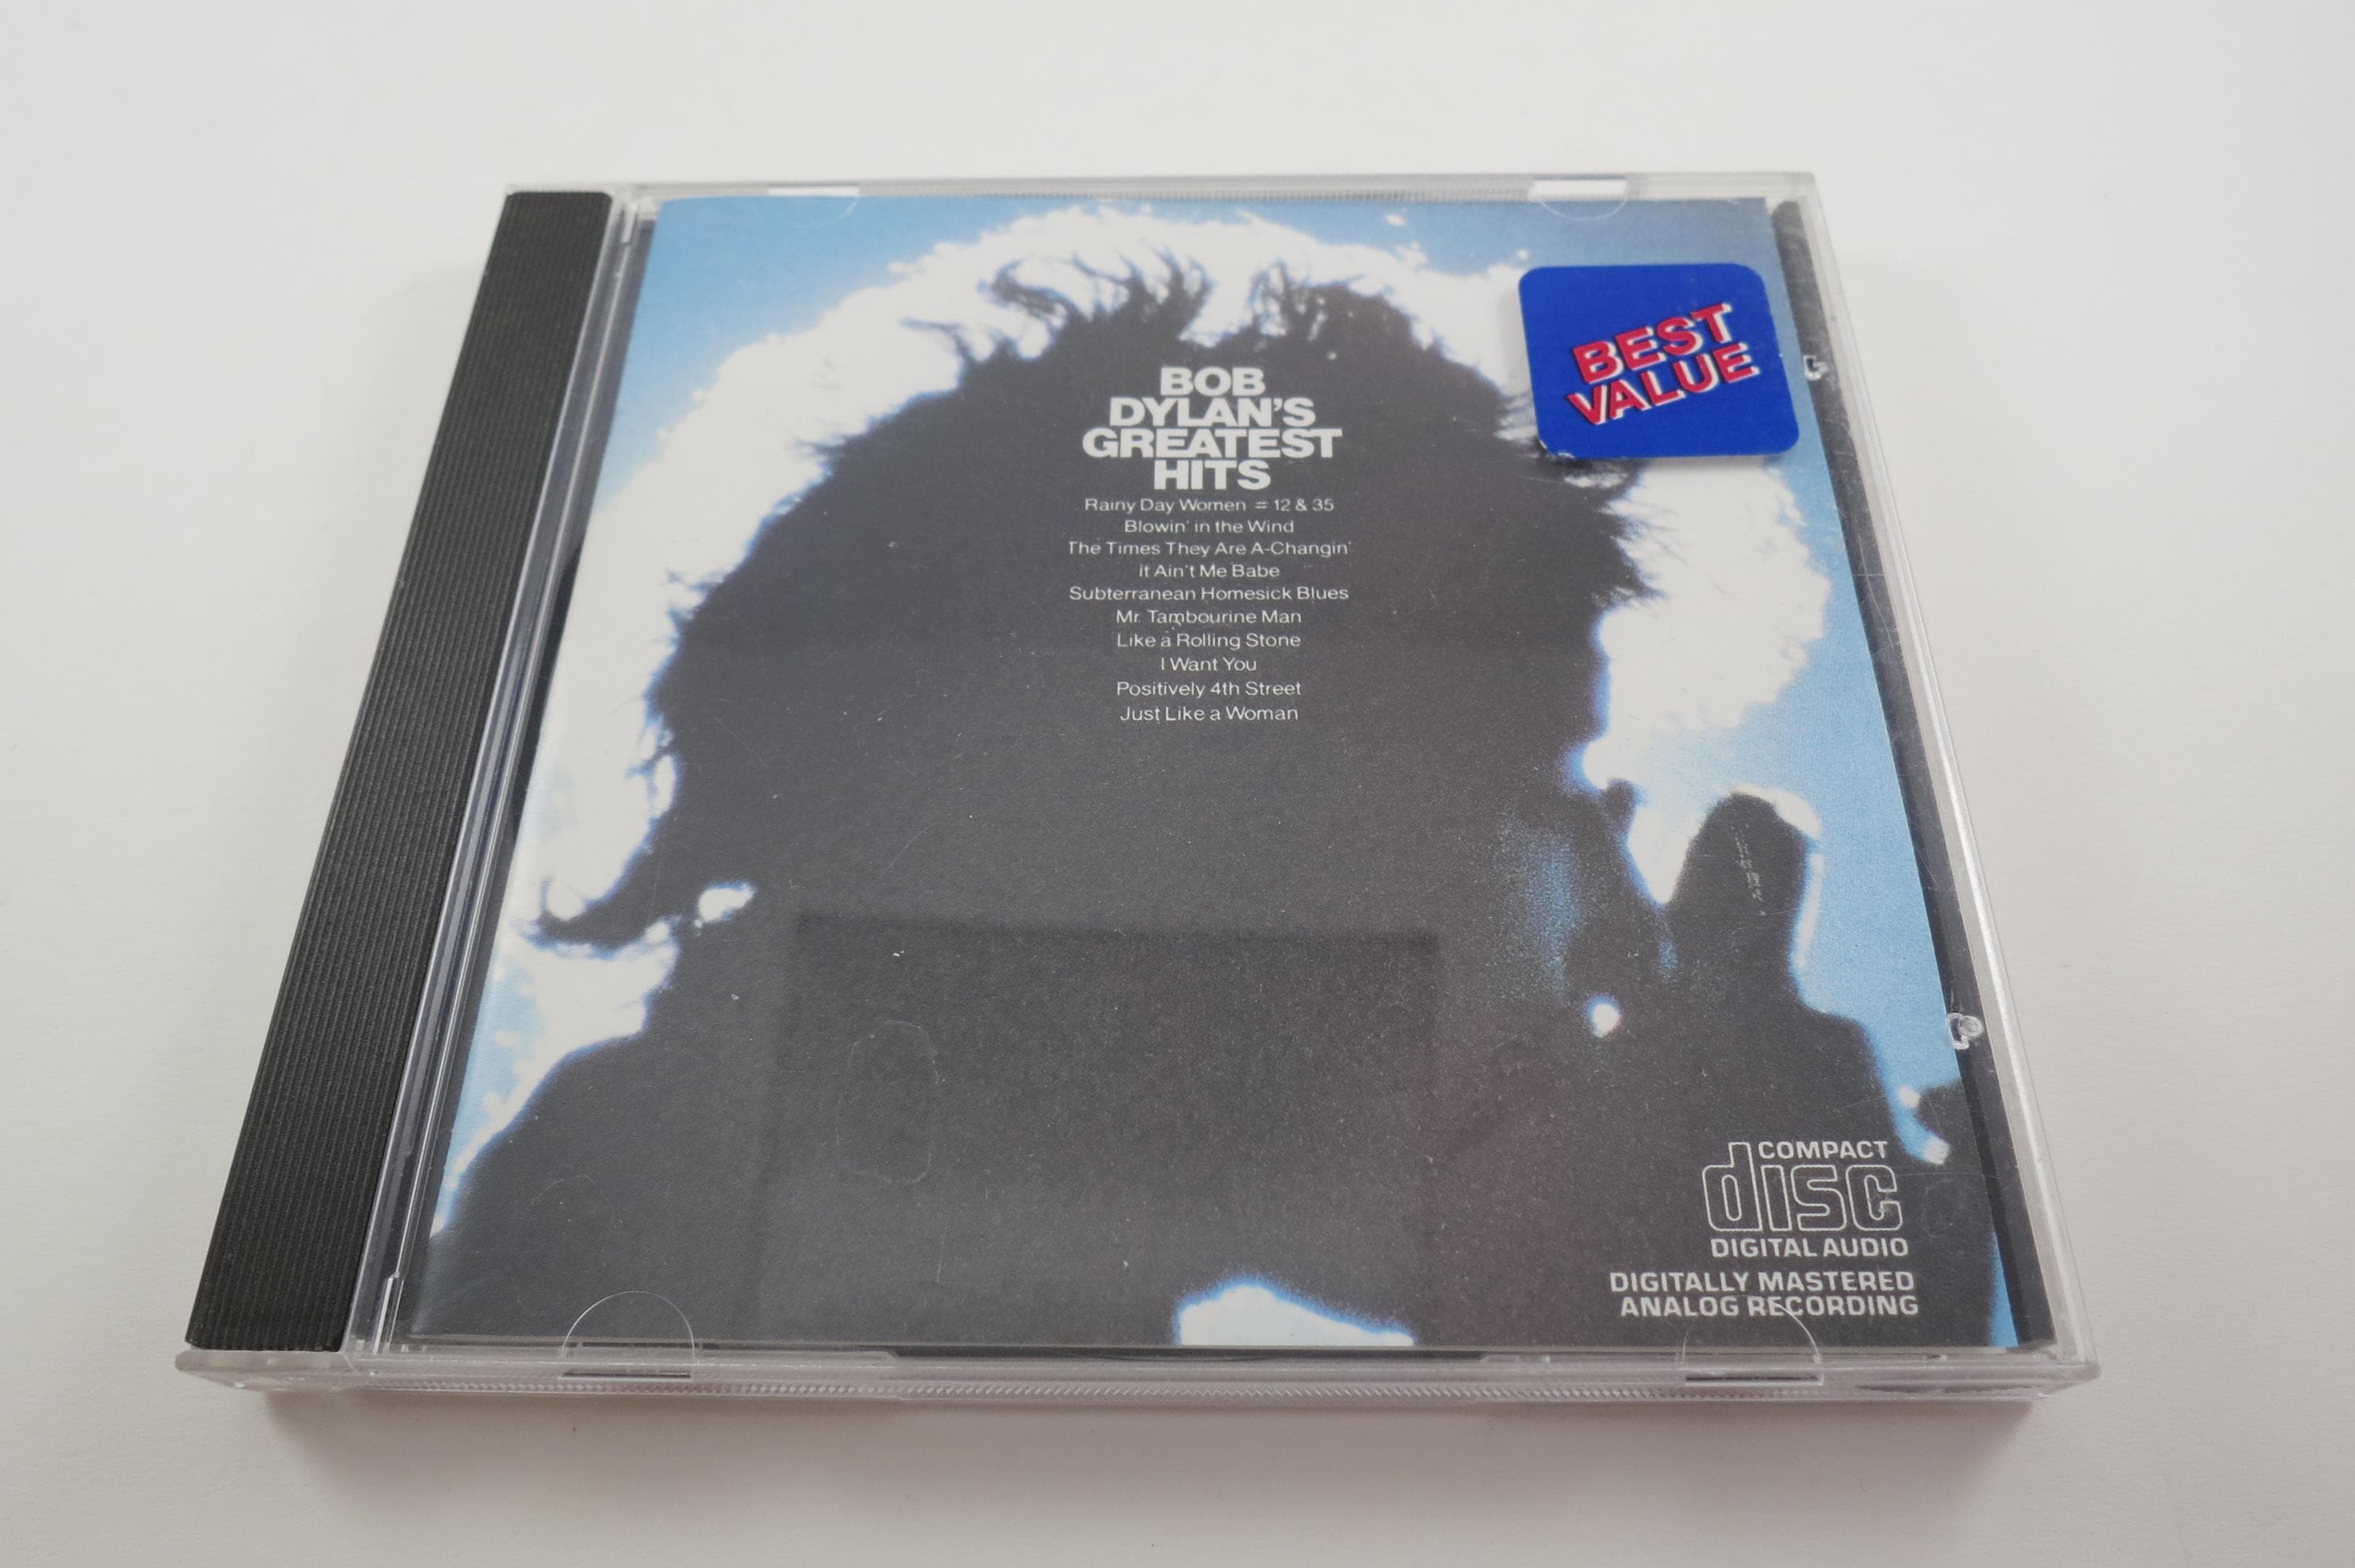 BEST
VALUE
BOB
DYLAN'S
GREATEST
HITS
Rainy Day Women # 12 & 35
Blowin' in the Wind
The Times They Are A-Changin'
it Ain't Me Babe
Subterranean Homesick Blues
Mr. Tambourine Man
Like a Rolling Stone
I Want You
Positively 4th Street
Just Like a Woman
COMPACT
disc
DIGITAL AUDIO
DIGITALLY MASTERED
ANALOG RECORDING